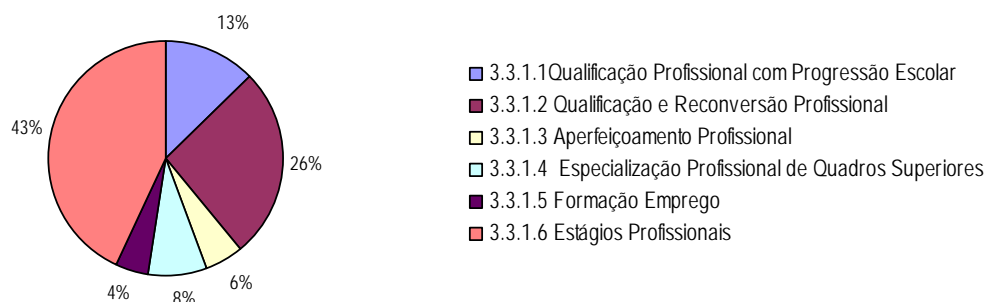 13%
43%
26%
4%
8%
6%
3.3.1.1Qualificação Profissional com Progressão Escolar
3.3.1.2 Qualificação e Reconversão Profissional
3.3.1.3 Aperfeiçoamento Profissional
3.3.1.4 Especialização Profissional de Quadros Superiores
3.3.1.5 Formação Emprego
3.3.1.6 Estágios Profissionais